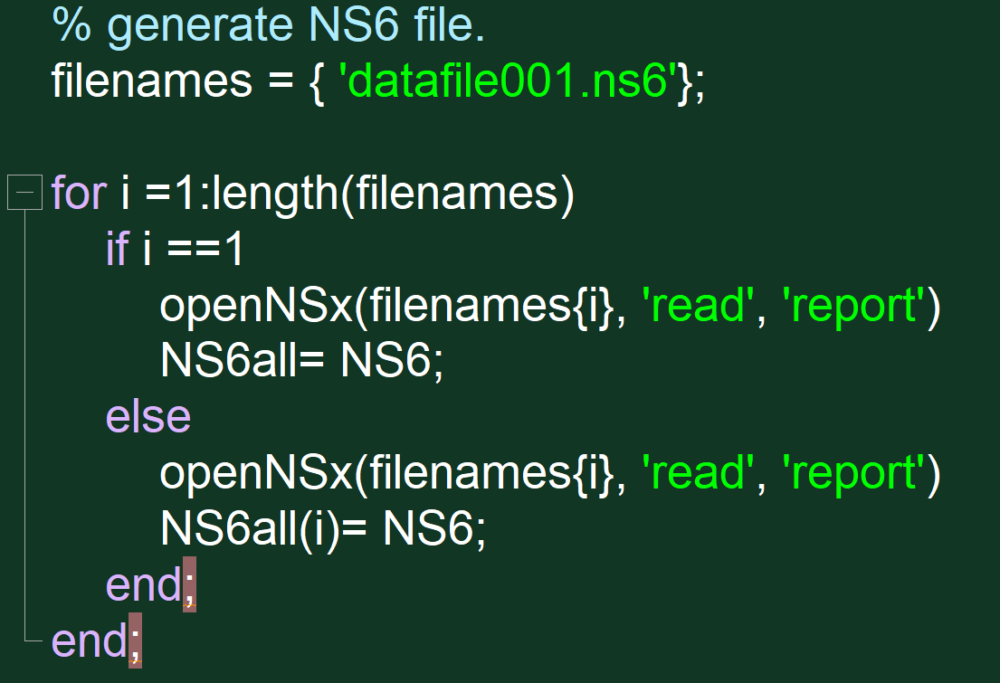 % generate NS6 file.
filenames = { 'datafile001.ns6'};
for i =1:length(filenames)
if i ==1
openNSx(filenames{i}, 'read', 'report')
NS6all= NS6;
else
openNSx(filenames{i}, 'read', 'report')
NS6all(i)= NS6;
end;
end;